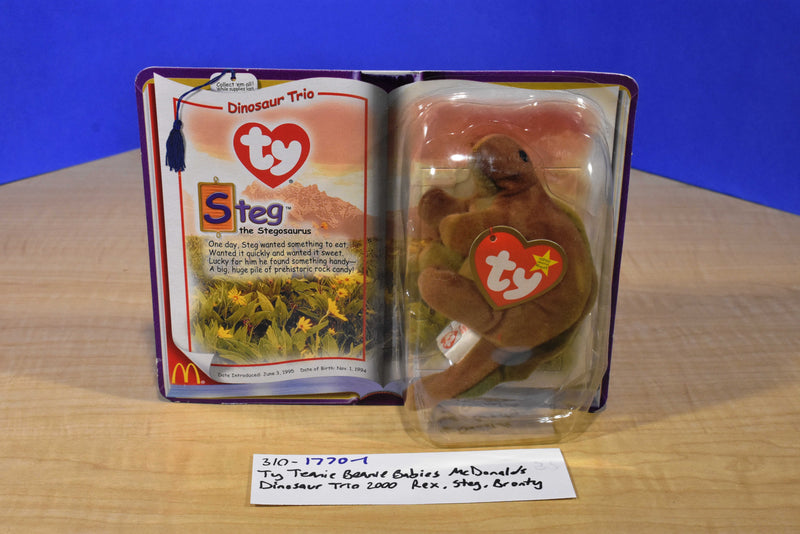 Collect 'em all!
While supplies last.
Dinosaur Trio
ty
Steg™
the Stegosaurus
One day, Steg wanted something to eat,
Wanted it quickly and wanted it sweet.
Lucky for him he found something handy—
A big, huge pile of prehistoric rock candy!
Date Introduced: June 3, 1995 Date of Birth: Nov. 1, 1994
ty
310-17707
Ty Teanie Beanie Babies McDonalds
Dinosaur Trio 2000 Rex, Steg, Bronty